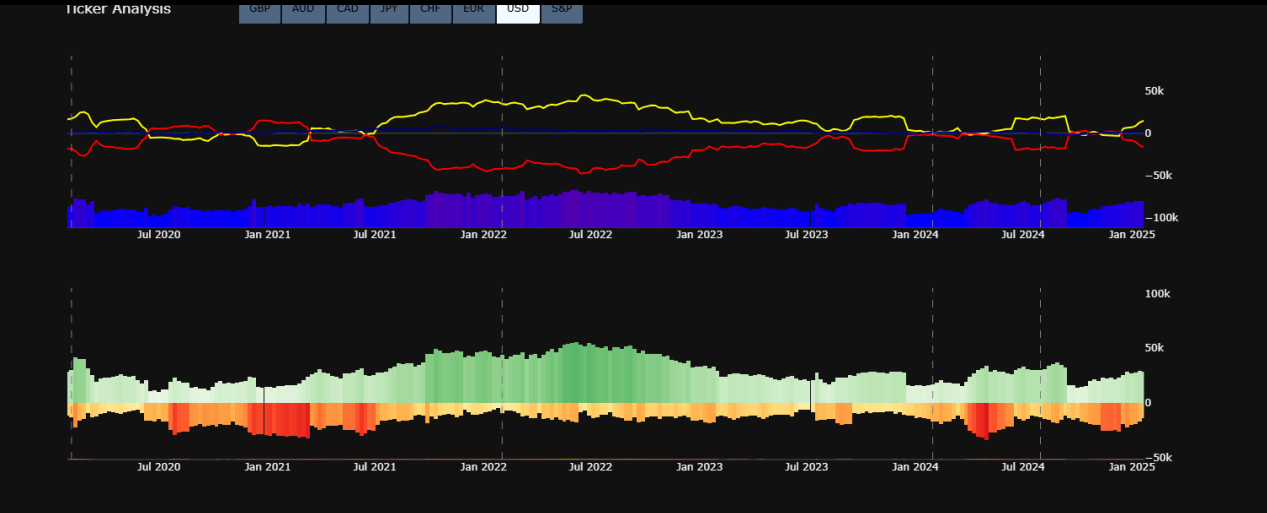 Ticker Analysis
GBP AUD CAD JPY CHF EUR USD S&P
50k
0
−50k
−100k
Jul 2020 Jan 2021 Jul 2021 Jan 2022 Jul 2022 Jan 2023 Jul 2023 Jan 2024 Jul 2024 Jan 2025
100k
50k
0
−50k
Jul 2020 Jan 2021 Jul 2021 Jan 2022 Jul 2022 Jan 2023 Jul 2023 Jan 2024 Jul 2024 Jan 2025